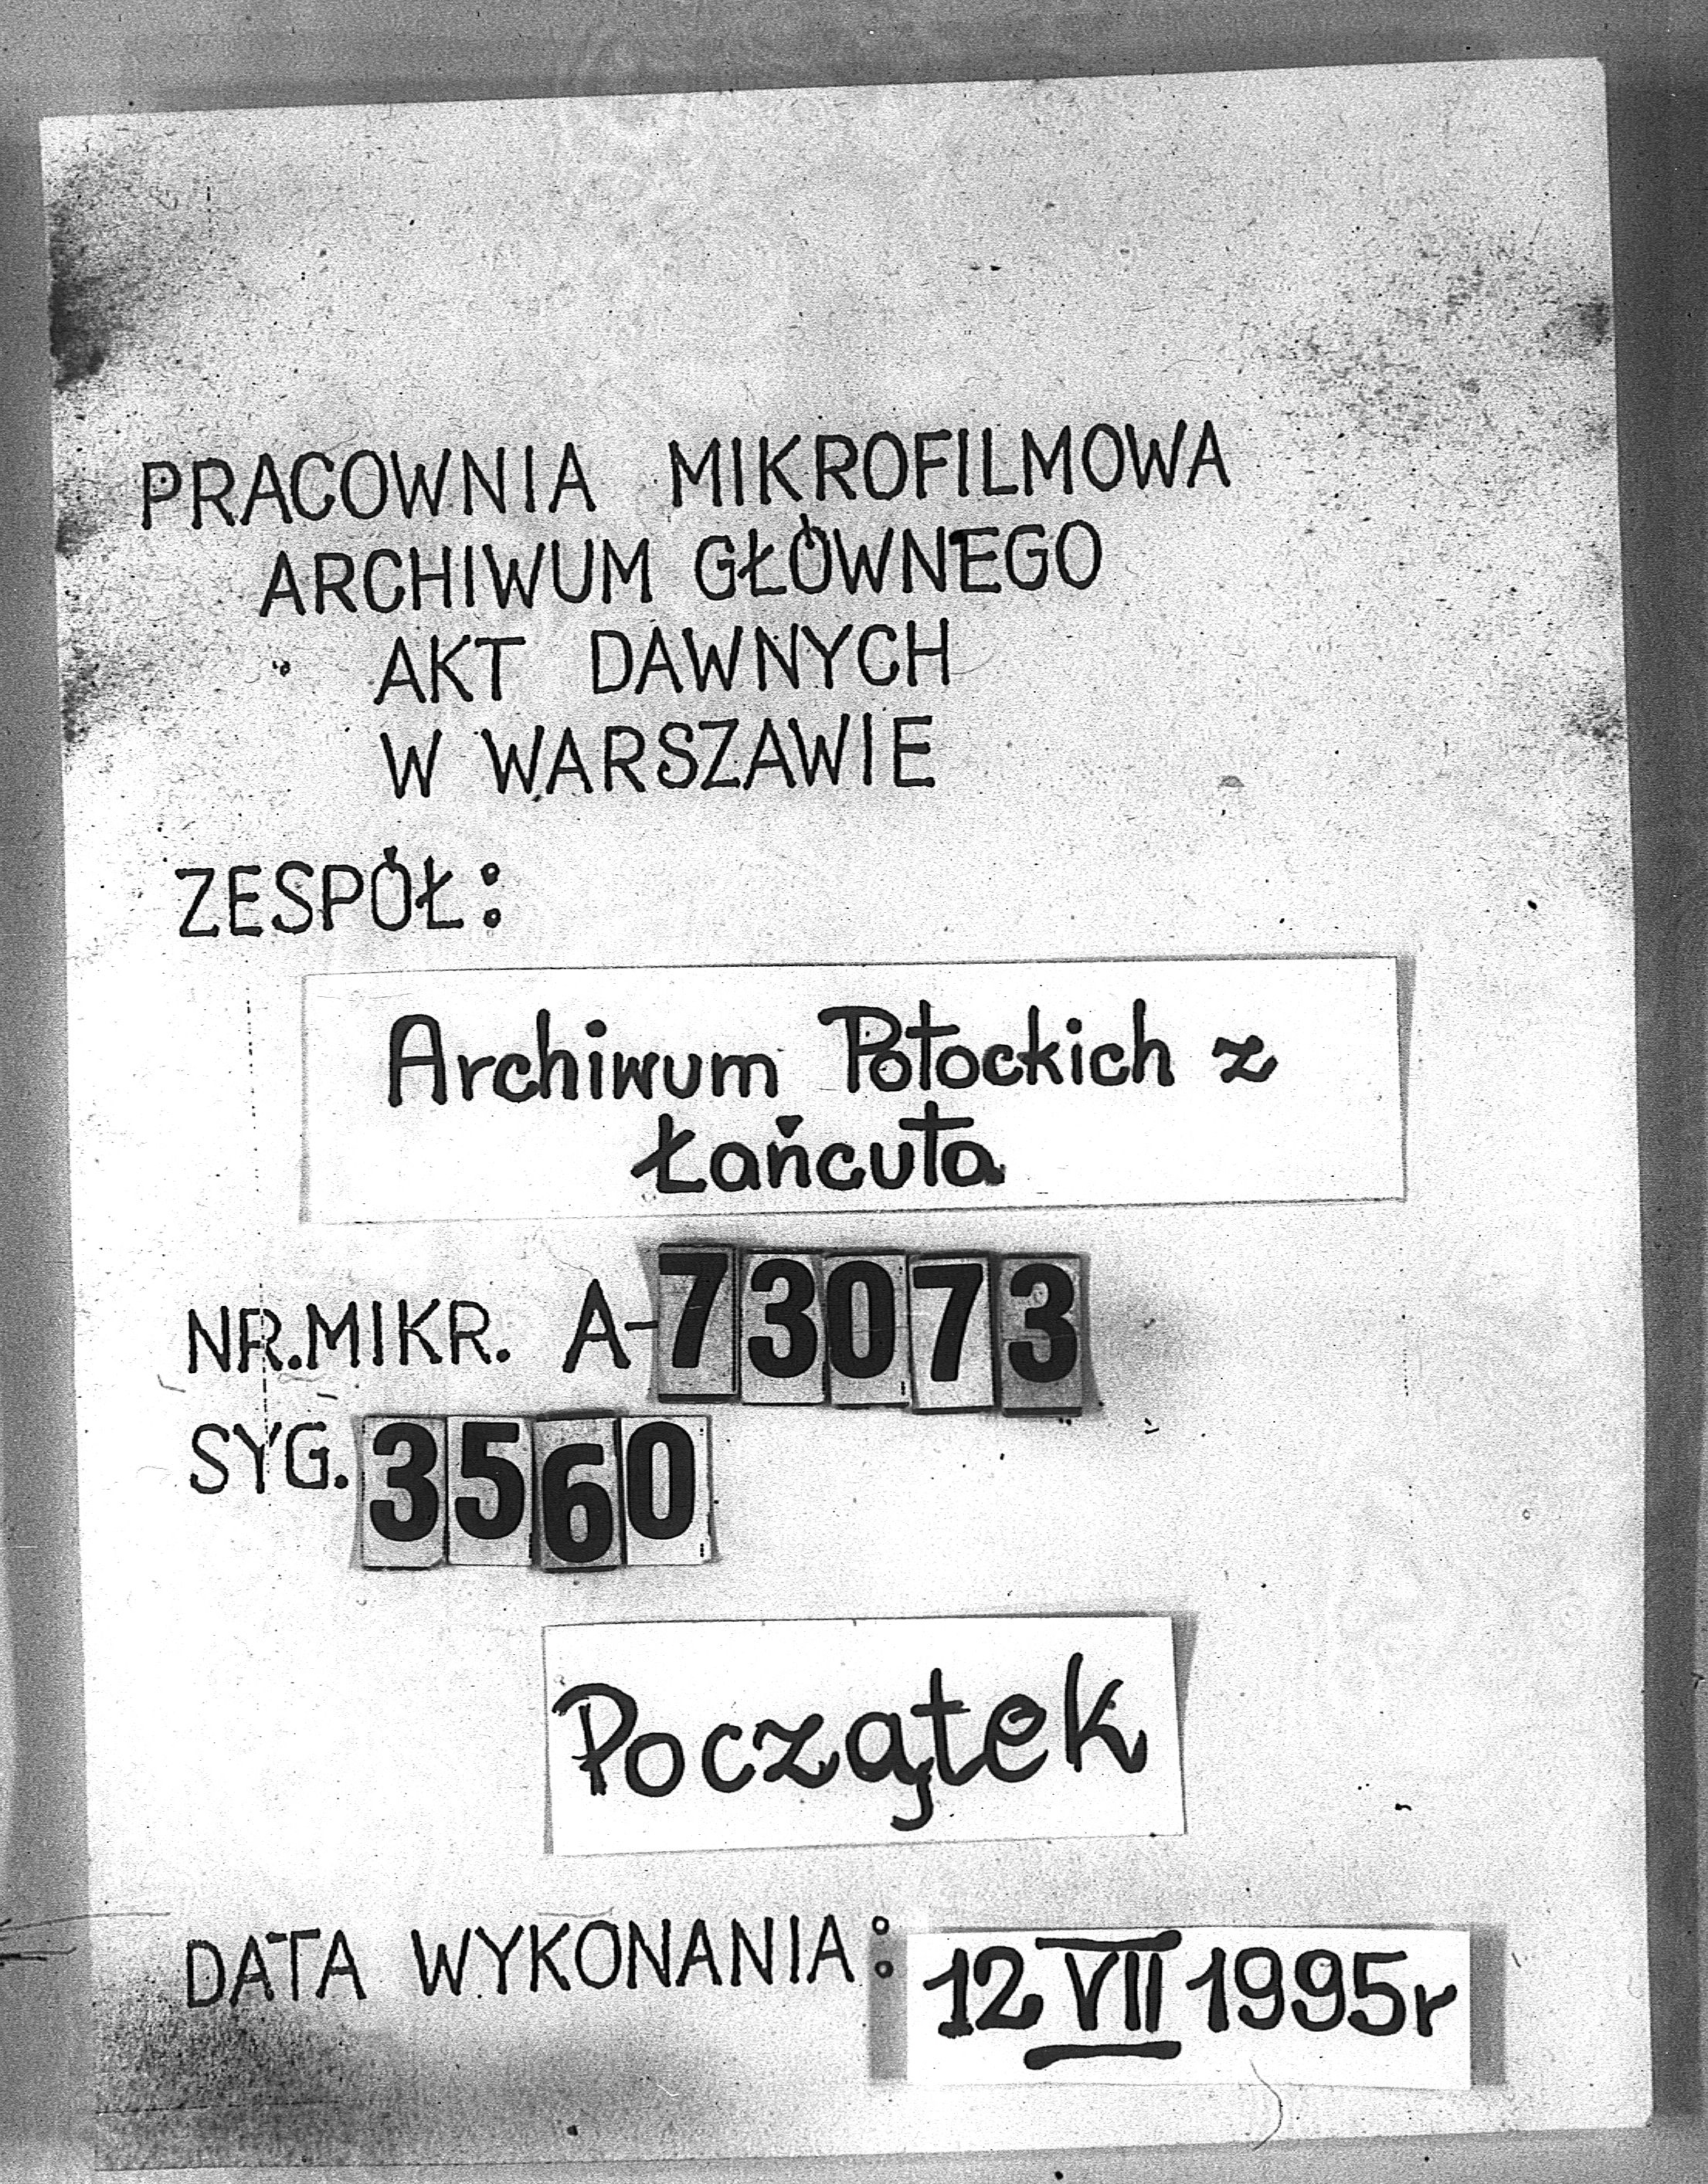 PRACOWNIA MIKROFILMOWA
ARCHIWUM GŁÓWNEGO
AKT DAWNYCH
W WARSZAWIE
ZESPÓŁ:
Archiwum Potockich z
Łańcuta
NR.MIKR. A-73073
SYG. 3560
Początek
DATA WYKONANIA: 12 VII 1995r